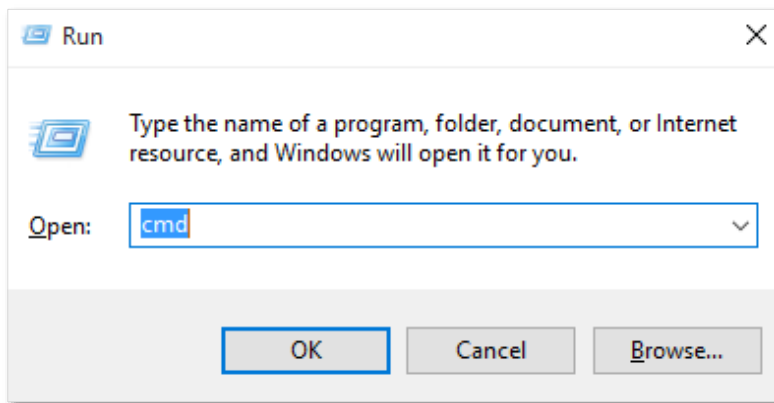 Run
Type the name of a program, folder, document, or Internet
resource, and Windows will open it for you.
Open: cmd
OK Cancel Browse...